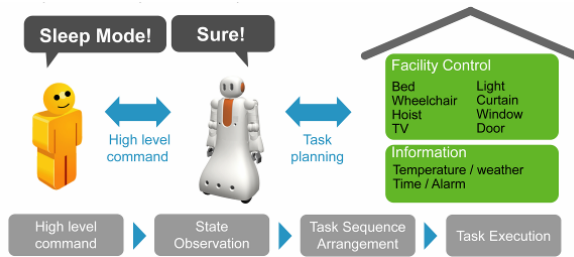 Sleep Mode!
Sure!
High level
command
Task
planning
Facility Control
Bed
Wheelchair
Hoist
TV
Light
Curtain
Window
Door
Information
Temperature / weather
Time / Alarm
High level
command
State
Observation
Task Sequence
Arrangement
Task Execution